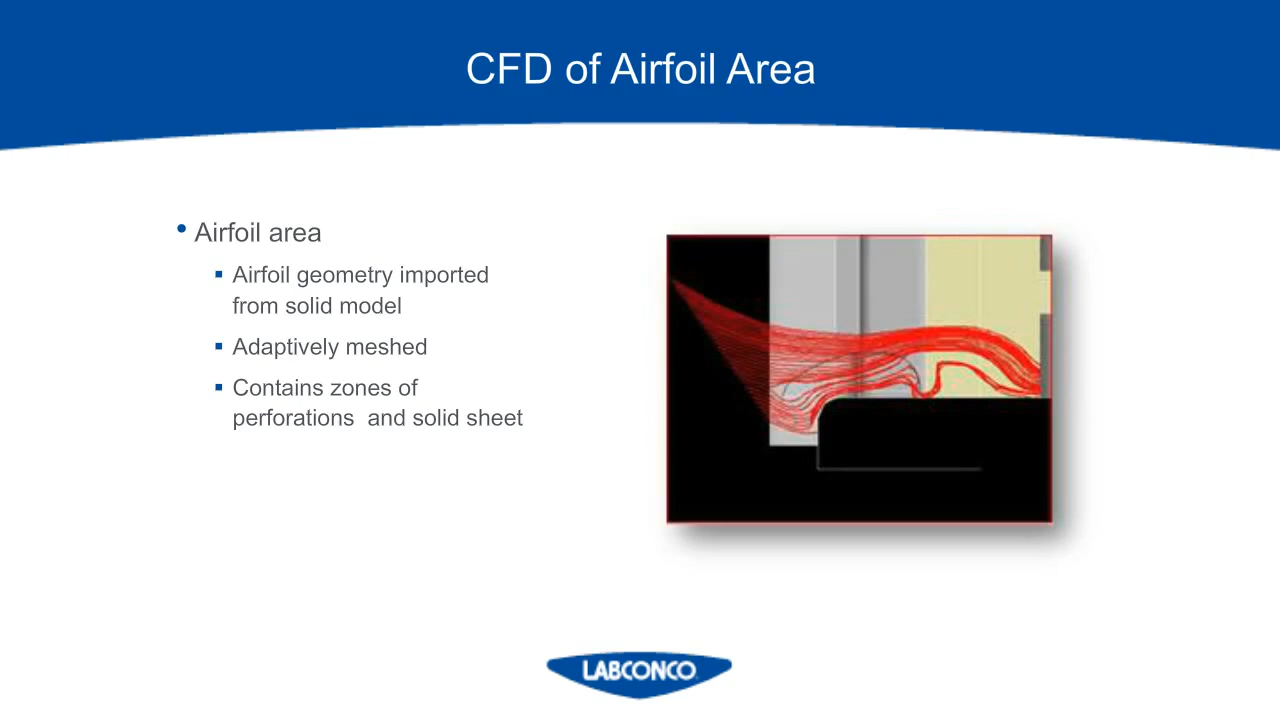 CFD of Airfoil Area
• Airfoil area
▪ Airfoil geometry imported
from solid model
▪ Adaptively meshed
▪ Contains zones of
perforations  and solid sheet
LABCONCO